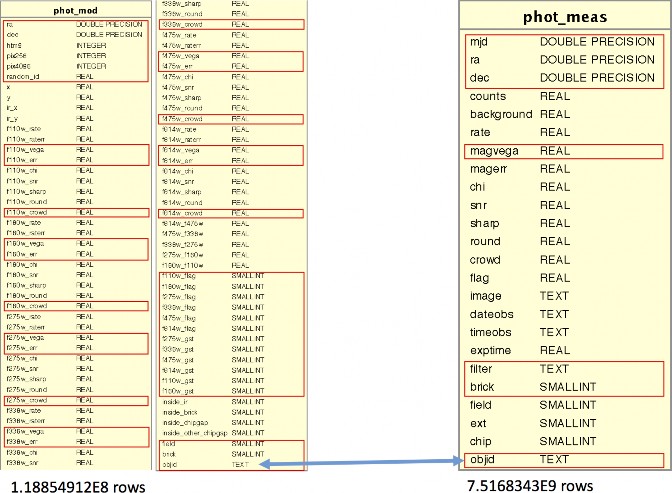 phot_mod
ra DOUBLE PRECISION
dec DOUBLE PRECISION
htm9 INTEGER
pix256 INTEGER
pix4096 INTEGER
random_id REAL
x REAL
y REAL
ir_x REAL
ir_y REAL
f110w_rate REAL
f110w_raterr REAL
f110w_vega REAL
f110w_err REAL
f110w_chi REAL
f110w_snr REAL
f110w_sharp REAL
f110w_round REAL
f110w_crowd REAL
f160w_rate REAL
f160w_raterr REAL
f160w_vega REAL
f160w_err REAL
f160w_chi REAL
f160w_snr REAL
f160w_sharp REAL
f160w_round REAL
f160w_crowd REAL
f275w_rate REAL
f275w_raterr REAL
f275w_vega REAL
f275w_err REAL
f275w_chi REAL
f275w_snr REAL
f275w_sharp REAL
f275w_round REAL
f275w_crowd REAL
f336w_rate REAL
f336w_raterr REAL
f336w_vega REAL
f336w_err REAL
f336w_chi REAL
f336w_snr REAL
1.18854912E8 rows
f336w_sharp REAL
f336w_round REAL
f336w_crowd REAL
f475w_rate REAL
f475w_raterr REAL
f475w_vega REAL
f475w_err REAL
f475w_chi REAL
f475w_snr REAL
f475w_sharp REAL
f475w_round REAL
f475w_crowd REAL
f814w_rate REAL
f814w_raterr REAL
f814w_vega REAL
f814w_err REAL
f814w_chi REAL
f814w_snr REAL
f814w_sharp REAL
f814w_round REAL
f814w_crowd REAL
f814w_f475w REAL
f475w_f336w REAL
f336w_f275w REAL
f275w_f160w REAL
f160w_f110w REAL
f110w_flag SMALLINT
f160w_flag SMALLINT
f275w_flag SMALLINT
f336w_flag SMALLINT
f475w_flag SMALLINT
f814w_flag SMALLINT
f275w_gst SMALLINT
f336w_gst SMALLINT
f475w_gst SMALLINT
f814w_gst SMALLINT
f110w_gst SMALLINT
f160w_gst SMALLINT
inside_ir SMALLINT
inside_brick SMALLINT
inside_chipgap SMALLINT
inside_other_chipgap SMALLINT
field SMALLINT
brick SMALLINT
objid TEXT
phot_meas
mjd DOUBLE PRECISION
ra DOUBLE PRECISION
dec DOUBLE PRECISION
counts REAL
background REAL
rate REAL
magvega REAL
magerr REAL
chi REAL
snr REAL
sharp REAL
round REAL
crowd REAL
flag REAL
image TEXT
dateobs TEXT
timeobs TEXT
exptime REAL
filter TEXT
brick SMALLINT
field SMALLINT
ext SMALLINT
chip SMALLINT
objid TEXT
7.5168343E9 rows